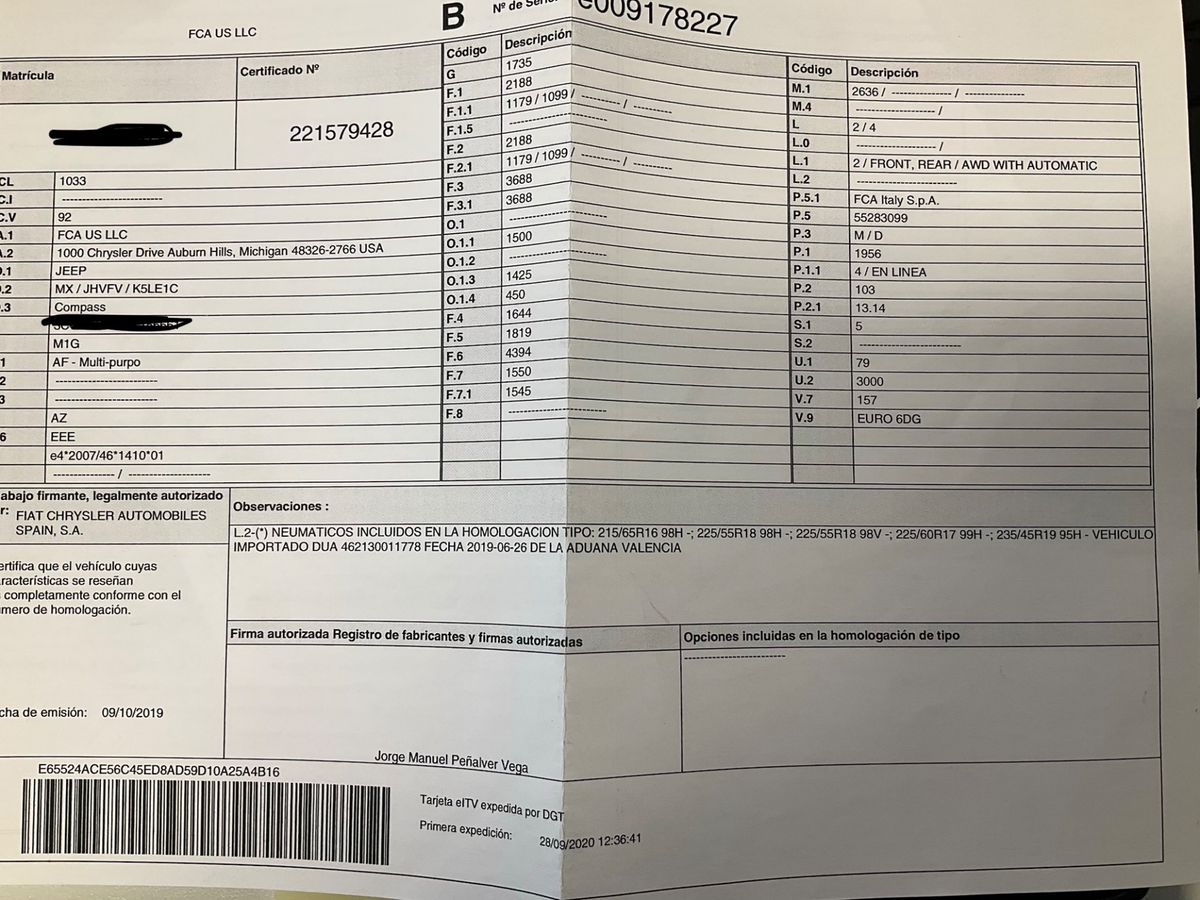 FCA US LLC
B Nº de Serie e009178227
Matrícula
Certificado Nº
221579428
CL 1033
C.I -------------------------
C.V 92
A.1 FCA US LLC
A.2 1000 Chrysler Drive Auburn Hills, Michigan 48326-2766 USA
D.1 JEEP
D.2 MX / JHVFV / K5LE1C
D.3 Compass
M1G
1 AF - Multi-purpo
2 -------------------------
3 -------------------------
AZ
6 EEE
e4*2007/46*1410*01
--------------- / --------------------
Código Descripción
G 1735
F.1 2188
F.1.1 1179 / 1099 / --------- / ---------
F.1.5 -------------------------
F.2 2188
F.2.1 1179 / 1099 / --------- / ---------
F.3 3688
F.3.1 3688
O.1 -------------------------
O.1.1 1500
O.1.2 -------------------------
O.1.3 1425
O.1.4 450
F.4 1644
F.5 1819
F.6 4394
F.7 1550
F.7.1 1545
F.8 -------------------------
Código Descripción
M.1 2636 / --------------- / ---------------
M.4 -------------------- /
L 2 / 4
L.0 -------------------- /
L.1 2 / FRONT, REAR / AWD WITH AUTOMATIC
L.2 -------------------------
P.5.1 FCA Italy S.p.A.
P.5 55283099
P.3 M / D
P.1 1956
P.1.1 4 / EN LINEA
P.2 103
P.2.1 13.14
S.1 5
S.2 -------------------------
U.1 79
U.2 3000
V.7 157
V.9 EURO 6DG
abajo firmante, legalmente autorizado
r: FIAT CHRYSLER AUTOMOBILES
SPAIN, S.A.
ertifica que el vehículo cuyas
racterísticas se reseñan
s completamente conforme con el
úmero de homologación.
cha de emisión: 09/10/2019
Observaciones :
L.2-(*) NEUMATICOS INCLUIDOS EN LA HOMOLOGACION TIPO: 215/65R16 98H -; 225/55R18 98H -; 225/55R18 98V -; 225/60R17 99H -; 235/45R19 95H - VEHICULO
IMPORTADO DUA 462130011778 FECHA 2019-06-26 DE LA ADUANA VALENCIA
Firma autorizada Registro de fabricantes y firmas autorizadas
Jorge Manuel Peñalver Vega
Opciones incluidas en la homologación de tipo
-------------------------
E65524ACE56C45ED8AD59D10A25A4B16
Tarjeta eITV expedida por DGT
Primera expedición: 28/09/2020 12:36:41